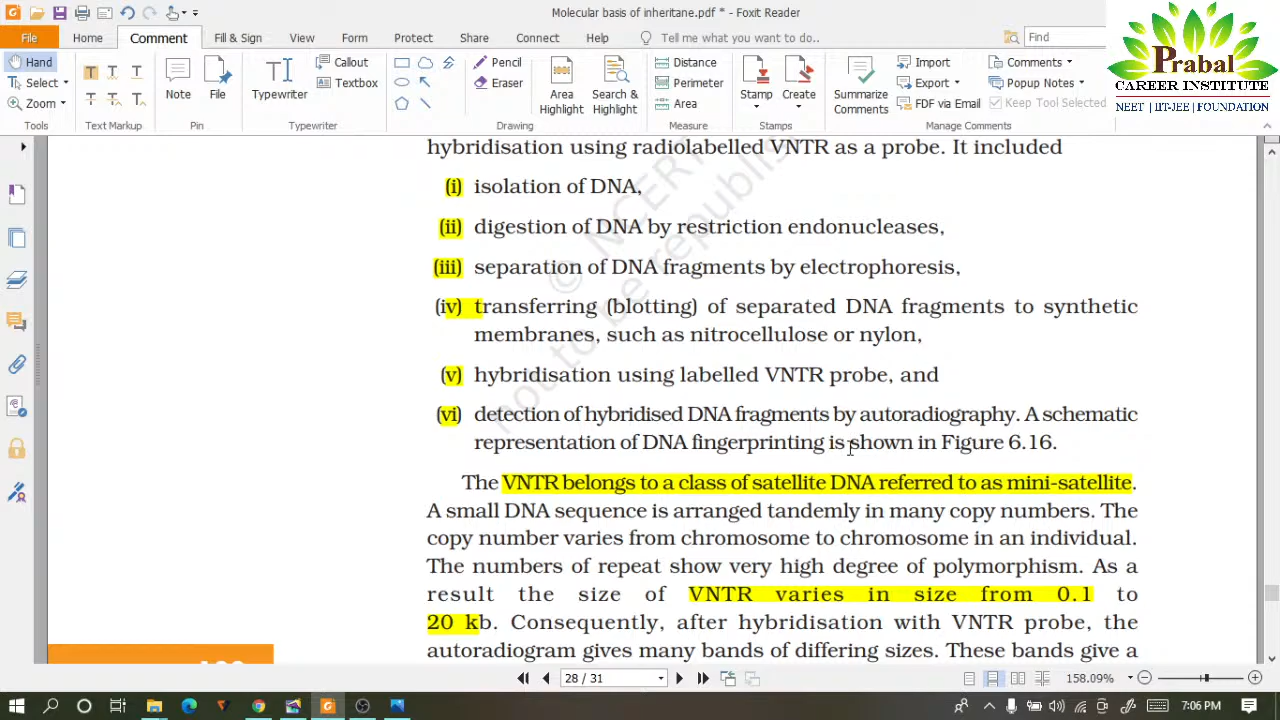 Molecular basis of inheritane.pdf * - Foxit Reader
File Home Comment Fill & Sign View Form Protect Share Connect Help Tell me what you want to do.. Find
Prabal
CAREER INSTITUTE
NEET | IIT-JEE | FOUNDATION
Hand
Select
Zoom
Tools
Text Markup
Note
File
Pin
Typewriter
Callout
Textbox
Typewriter
Pencil
Eraser
Drawing
Area Highlight
Search & Highlight
Distance
Perimeter
Area
Measure
Stamp
Create
Stamps
Summarize Comments
Import
Export
FDF via Email
Comments
Popup Notes
Keep Tool Selected
Manage Comments
hybridisation using radiolabelled VNTR as a probe. It included
(i) isolation of DNA,
(ii) digestion of DNA by restriction endonucleases,
(iii) separation of DNA fragments by electrophoresis,
(iv) transferring (blotting) of separated DNA fragments to synthetic
membranes, such as nitrocellulose or nylon,
(v) hybridisation using labelled VNTR probe, and
(vi) detection of hybridised DNA fragments by autoradiography. A schematic
representation of DNA fingerprinting is shown in Figure 6.16.
The VNTR belongs to a class of satellite DNA referred to as mini-satellite.
A small DNA sequence is arranged tandemly in many copy numbers. The
copy number varies from chromosome to chromosome in an individual.
The numbers of repeat show very high degree of polymorphism. As a
result the size of VNTR varies in size from 0.1 to
20 kb. Consequently, after hybridisation with VNTR probe, the
autoradiogram gives many bands of differing sizes. These bands give a
© NCERT
not to be republis
28 / 31
158.09%
7:06 PM